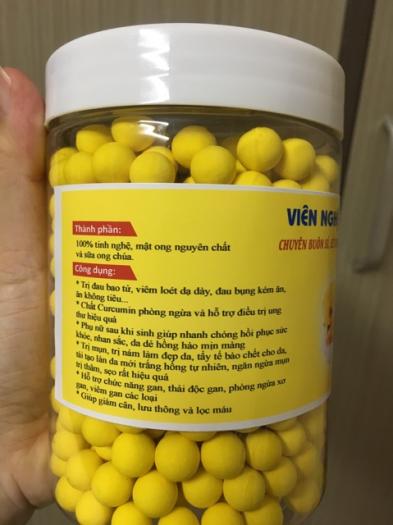 VIÊN NGH
CHUYÊN BUÔN SỈ,
Thành phần:
100% tinh nghệ, mật ong nguyên chất
và sữa ong chúa.
Công dụng:
* Trị đau bao tử, viêm loét dạ dày, đau bụng kém ăn,
ăn không tiêu...
* Chất Curcumin phòng ngừa và hỗ trợ điều trị ung
thư hiệu quả
* Phụ nữ sau khi sinh giúp nhanh chóng hồi phục sức
khỏe, nhan sắc, da dẻ hồng hào mịn màng
* Trị mụn, trị nám làm đẹp da, tẩy tế bào chết cho da,
tái tạo làn da mới trắng hồng tự nhiên, ngăn ngừa mụn
trị thâm, sẹo rất hiệu quả
* Hỗ trợ chức năng gan, thải độc gan, phòng ngừa xơ
gan, viêm gan các loại
* Giúp giảm cân, lưu thông và lọc máu